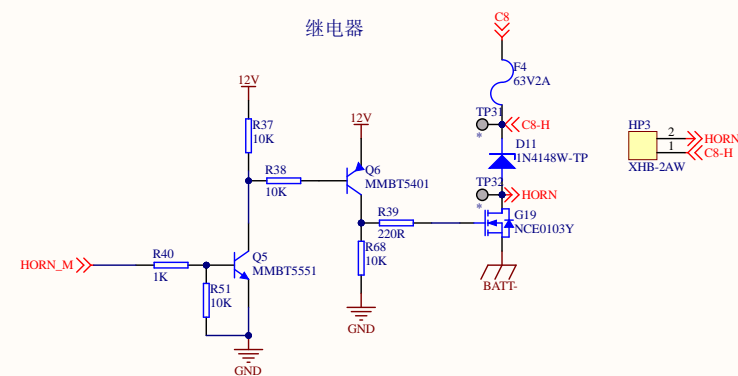 继电器
C8
F4
63V2A
12V
12V
TP31
*
C8-H
R37
10K
D11
1N4148W-TP
HP3
2
HORN
1
C8-H
XHB-2AW
R38
10K
Q6
MMBT5401
TP32
*
HORN
R39
220R
G19
NCE0103Y
R68
10K
HORN_M
R40
1K
Q5
MMBT5551
R51
10K
BATT-
GND
GND